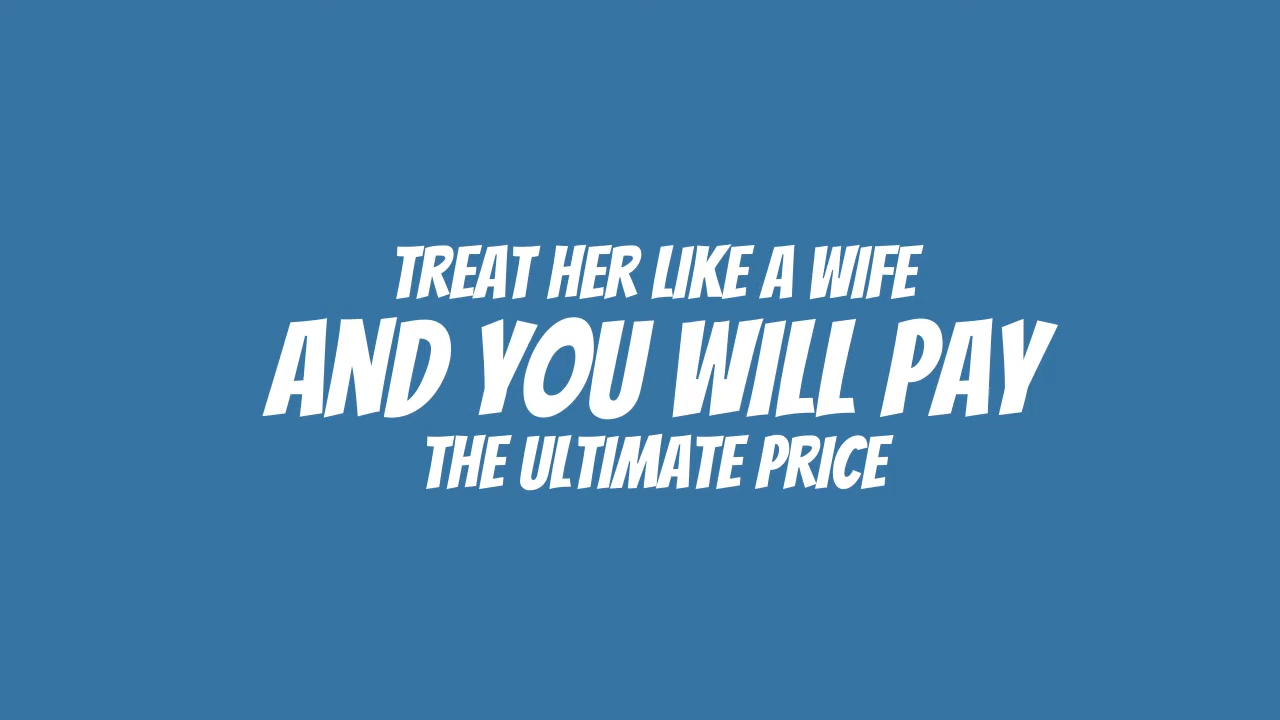 TREAT HER LIKE A WIFE
AND YOU WILL PAY
THE ULTIMATE PRICE